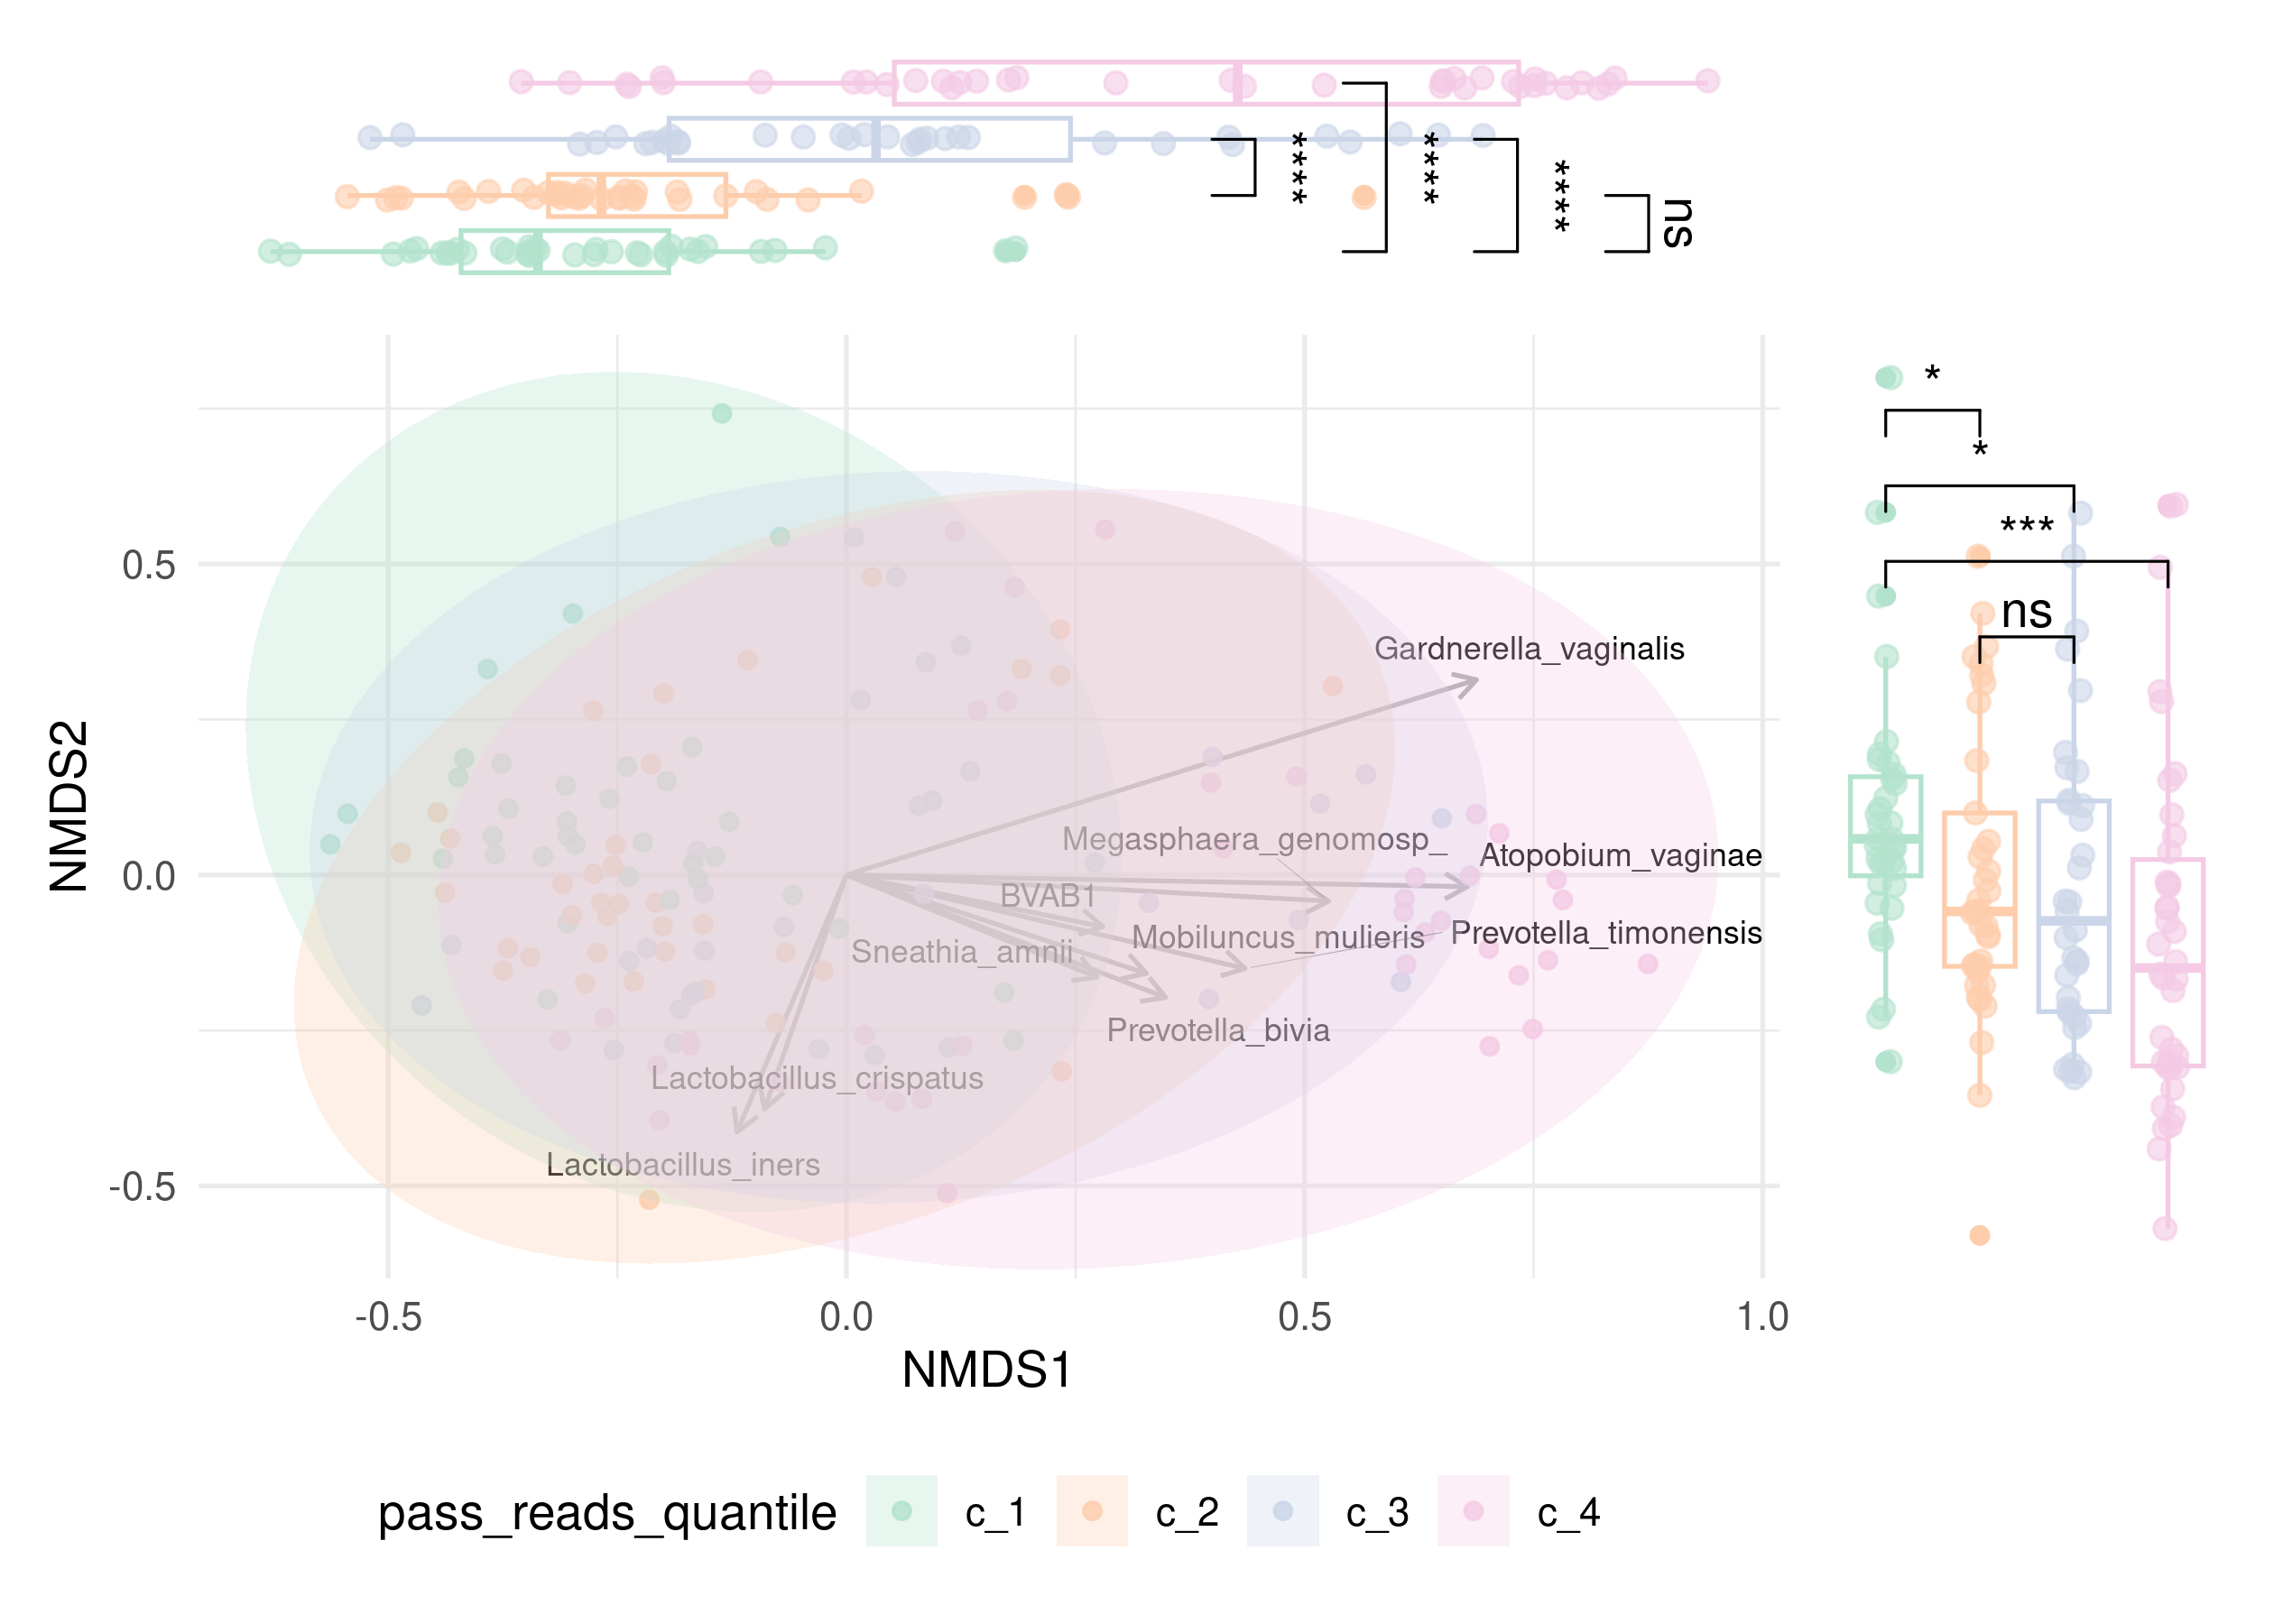 ****
****
****
ns
*
*
***
ns
NMDS2
0.5
0.0
-0.5
Gardnerella_vaginalis
Megasphaera_genomosp_
Atopobium_vaginae
BVAB1
Mobiluncus_mulieris
Prevotella_timonensis
Sneathia_amnii
Prevotella_bivia
Lactobacillus_crispatus
Lactobacillus_iners
-0.5 0.0 0.5 1.0
NMDS1
pass_reads_quantile c_1 c_2 c_3 c_4